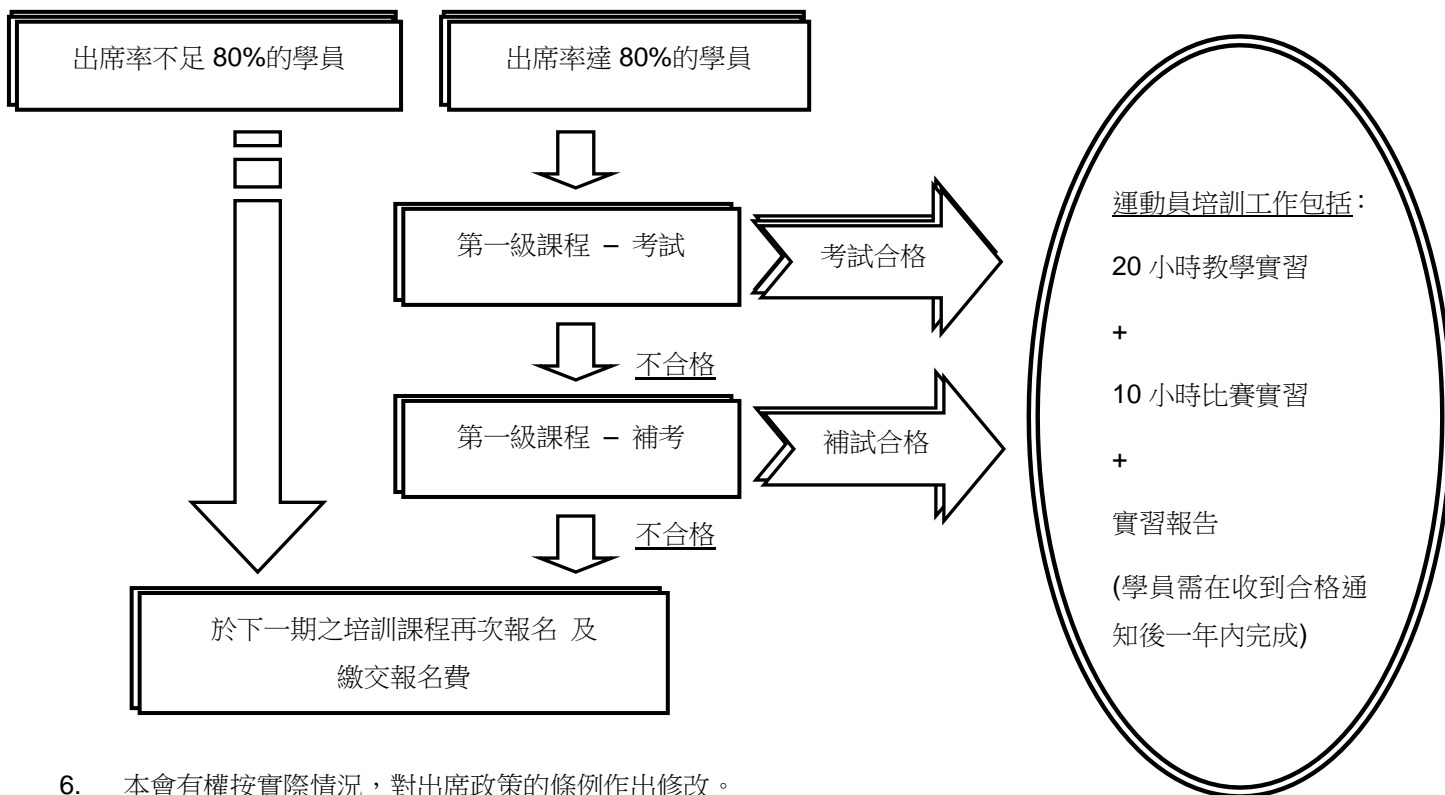 出席率不足 80%的學員
出席率達 80%的學員
第一級課程 – 考試
考試合格
不合格
第一級課程 – 補考
補試合格
不合格
於下一期之培訓課程再次報名 及
繳交報名費
運動員培訓工作包括：
20 小時教學實習
+
10 小時比賽實習
+
實習報告
(學員需在收到合格通
知後一年內完成)
6. 本會有權按實際情況，對出席政策的條例作出修改。